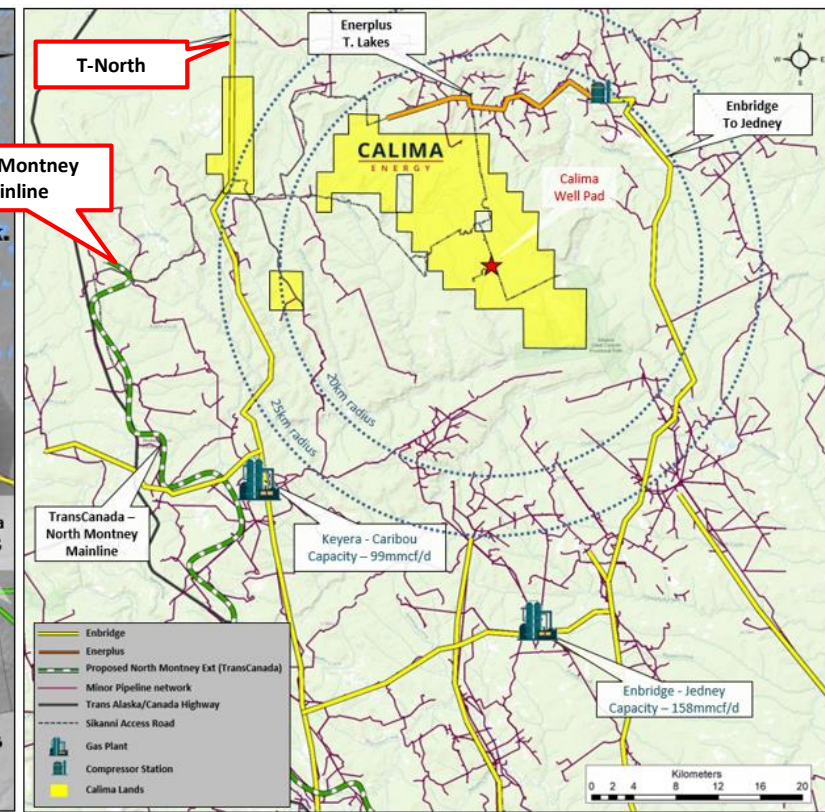 T-North
Montney
inline
Enerplus
T. Lakes
N
W
E
S
Enbridge
To Jedney
CALIMA
ENERGY
Calima
Well Pad
20km radius
25km radius
TransCanada –
North Montney
Mainline
Keyera - Caribou
Capacity – 99mmcf/d
Enbridge - Jedney
Capacity – 158mmcf/d
Enbridge
Enerplus
Proposed North Montney Ext (TransCanada)
Minor Pipeline network
Trans Alaska/Canada Highway
Sikanni Access Road
Gas Plant
Compressor Station
Calima Lands
Kilometers
0 2 4 8 12 16 20